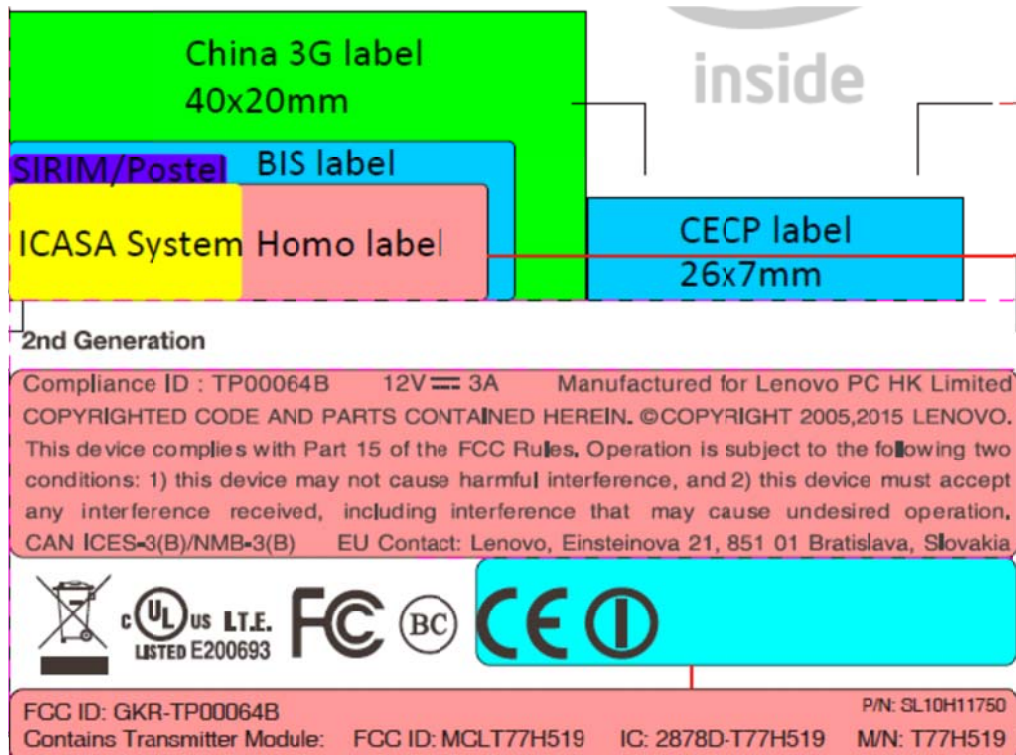 inside
China 3G label
40x20mm
SIRIM/Postel
BIS label
ICASA System
Homo label
CECP label
26x7mm
2nd Generation
Compliance ID : TP00064B 12V 3A Manufactured for Lenovo PC HK Limited
COPYRIGHTED CODE AND PARTS CONTAINED HEREIN. ©COPYRIGHT 2005,2015 LENOVO.
This device complies with Part 15 of the FCC Rules. Operation is subject to the following two
conditions: 1) this device may not cause harmful interference, and 2) this device must accept
any interference received, including interference that may cause undesired operation.
CAN ICES-3(B)/NMB-3(B) EU Contact: Lenovo, Einsteinova 21, 851 01 Bratislava, Slovakia
c UL us I.T.E.
LISTED E200693
FC
BC
CE
P/N: SL10H11750
FCC ID: GKR-TP00064B
Contains Transmitter Module: FCC ID: MCLT77H519 IC: 2878D-T77H519 M/N: T77H519